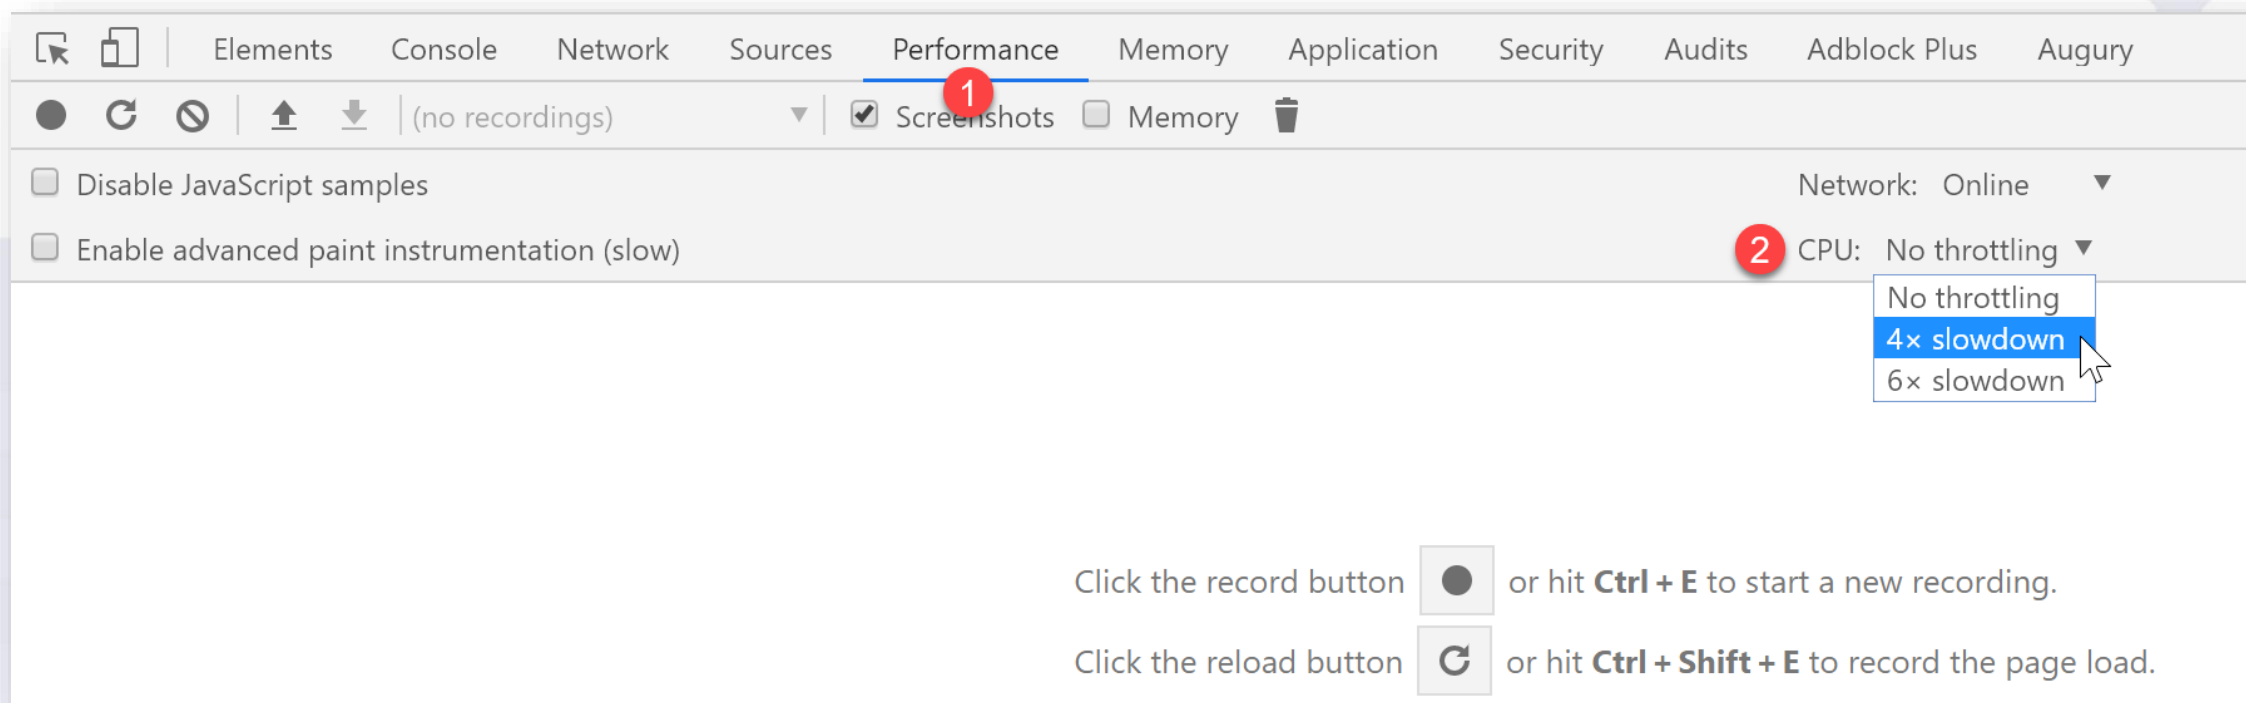 Elements Console Network Sources Performance Memory Application Security Audits Adblock Plus Augury
1
(no recordings) Screenshots Memory
Disable JavaScript samples Network: Online
Enable advanced paint instrumentation (slow) 2 CPU: No throttling
No throttling
4× slowdown
6× slowdown
Click the record button or hit Ctrl + E to start a new recording.
Click the reload button or hit Ctrl + Shift + E to record the page load.